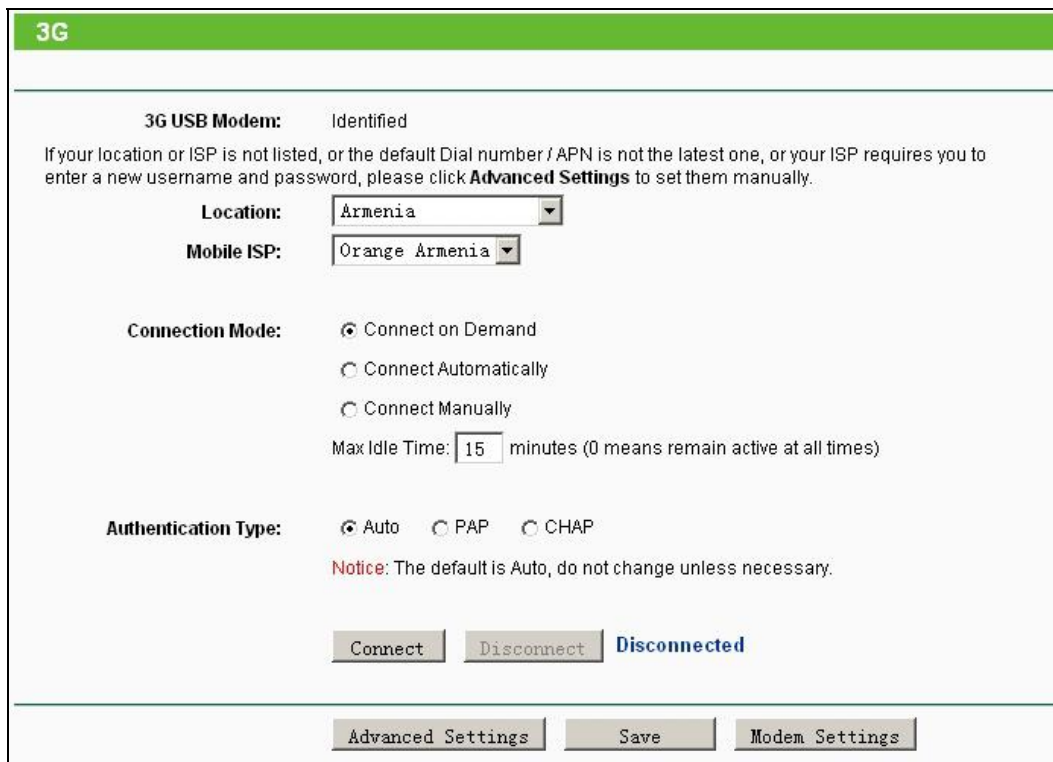 3G
3G USB Modem: Identified
If your location or ISP is not listed, or the default Dial number / APN is not the latest one, or your ISP requires you to
enter a new username and password, please click Advanced Settings to set them manually.
Location: Armenia
Mobile ISP: Orange Armenia
Connection Mode: Connect on Demand
Connect Automatically
Connect Manually
Max Idle Time: 15 minutes (0 means remain active at all times)
Authentication Type: Auto PAP CHAP
Notice: The default is Auto, do not change unless necessary.
Connect Disconnect Disconnected
Advanced Settings Save Modem Settings